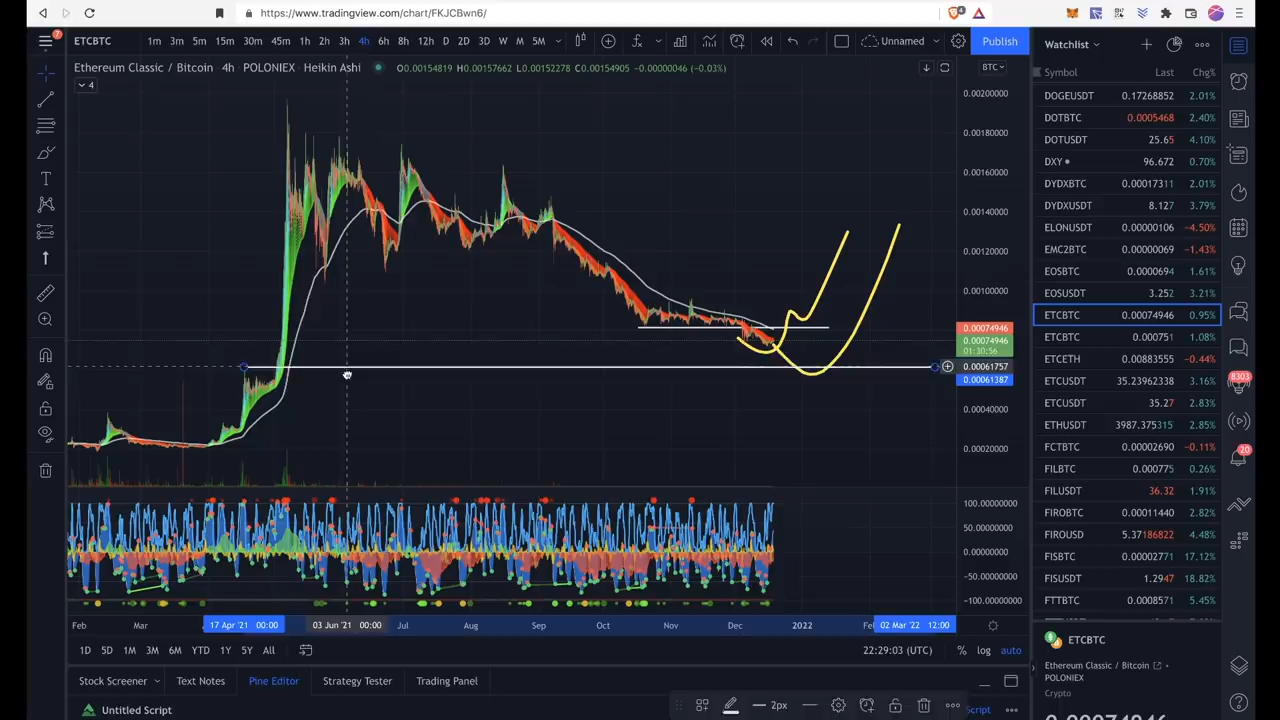 https://www.tradingview.com/chart/FKJCBwn6/
7 ETCBTC 1m 3m 5m 15m 30m 1h 2h 3h 4h 6h 8h 12h D 2D 3D W M 5M Unnamed Publish Watchlist
Ethereum Classic / Bitcoin · 4h · POLONIEX · Heikin Ashi O0.00154819 H0.00157662 L0.00152278 C0.00154905 −0.00000046 (−0.03%) BTC
4
Symbol Last Chg%
DOGEUSDT 0.17268852 2.01%
DOTBTC 0.0005468 2.40%
DOTUSDT 25.65 4.10%
DXY 96.672 0.70%
DYDXBTC 0.00017311 2.01%
DYDXUSDT 8.127 3.79%
ELONUSDT 0.00000106 −4.50%
EMC2BTC 0.00000069 −1.43%
EOSBTC 0.0000694 1.61%
EOSUSDT 3.252 3.21%
ETCBTC 0.00074946 0.95%
ETCBTC 0.000751 1.08%
ETCETH 0.00883555 −0.44%
ETCUSDT 35.23962338 3.16%
ETCUSDT 35.27 2.83%
ETHUSDT 3987.375315 2.85%
FCTBTC 0.00002690 −0.11%
FILBTC 0.000775 0.26%
FILUSDT 36.32 1.91%
FIROBTC 0.00011440 2.82%
FIROUSD 5.37186822 4.48%
FISBTC 0.00002771 17.12%
FISUSDT 1.2947 18.82%
FTTBTC 0.0008571 5.45%
8303
20
0.00200000
0.00180000
0.00160000
0.00140000
0.00120000
0.00100000
0.00074946
0.00074946
01:30:56
0.00061757
0.00061387
0.00040000
0.00020000
100.00000000
50.00000000
0.00000000
−50.00000000
−100.00000000
Feb Mar 17 Apr '21 00:00 03 Jun '21 00:00 Jul Aug Sep Oct Nov Dec 2022 02 Mar '22 12:00
1D 5D 1M 3M 6M YTD 1Y 5Y All 22:29:03 (UTC) % log auto
Stock Screener Text Notes Pine Editor Strategy Tester Trading Panel
Untitled Script 2px
ETCBTC
Ethereum Classic / Bitcoin
POLONIEX
Crypto